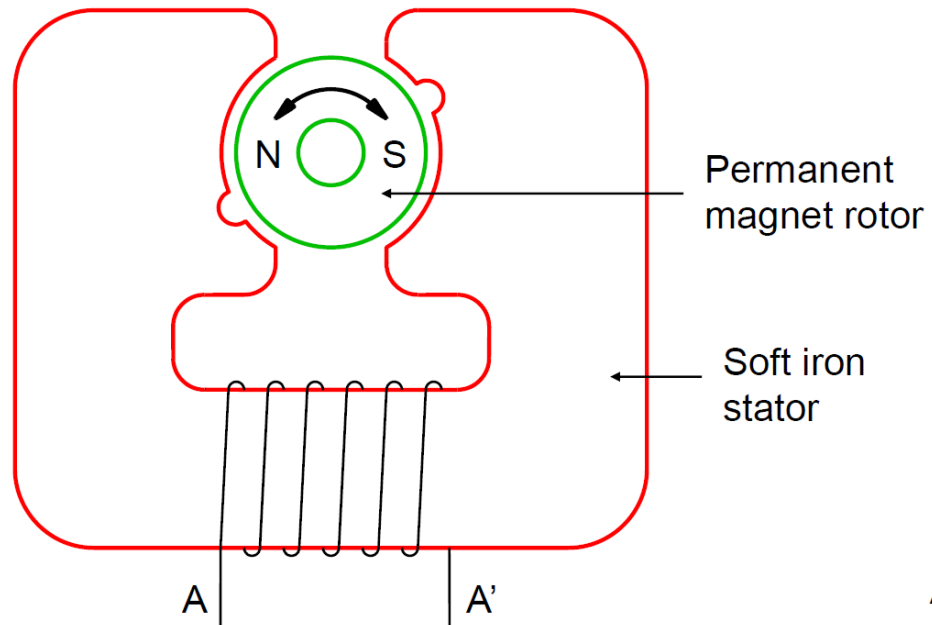 N S
Permanent
magnet rotor
Soft iron
stator
A A’